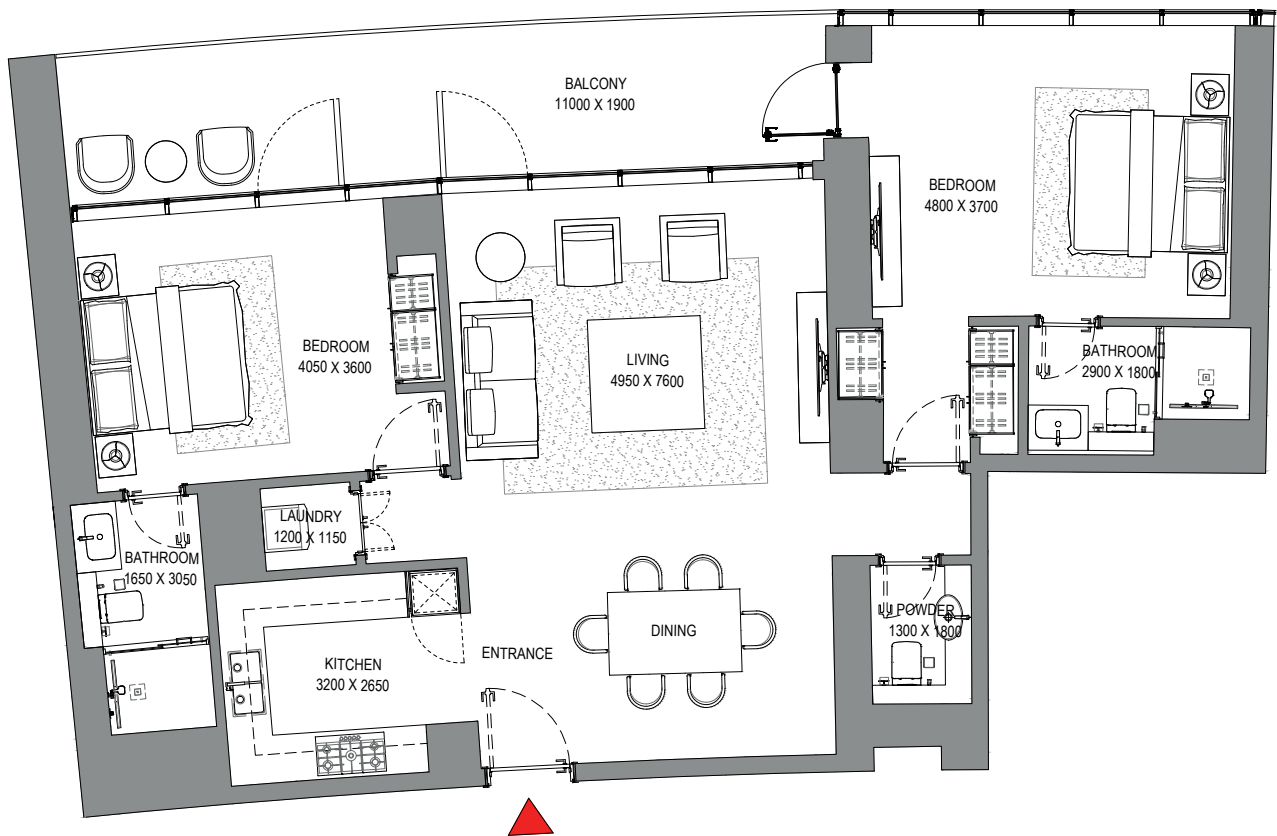 BALCONY
11000 X 1900
BEDROOM
4800 X 3700
BEDROOM
4050 X 3600
LIVING
4950 X 7600
BATHROOM
2900 X 1800
LAUNDRY
1200 X 1150
BATHROOM
1650 X 3050
KITCHEN
3200 X 2650
ENTRANCE
DINING
POWDER
1300 X 1800